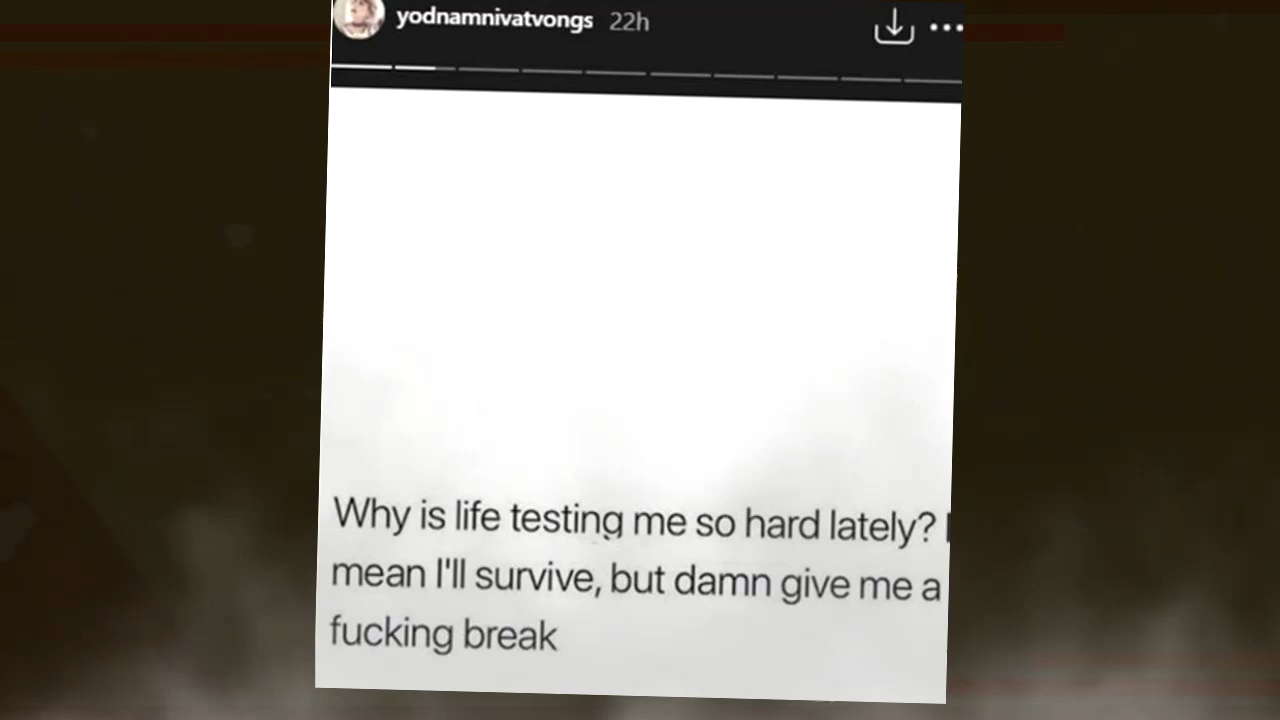 yodnamnivatvongs 22h
Why is life testing me so hard lately? I
mean I'll survive, but damn give me a
fucking break